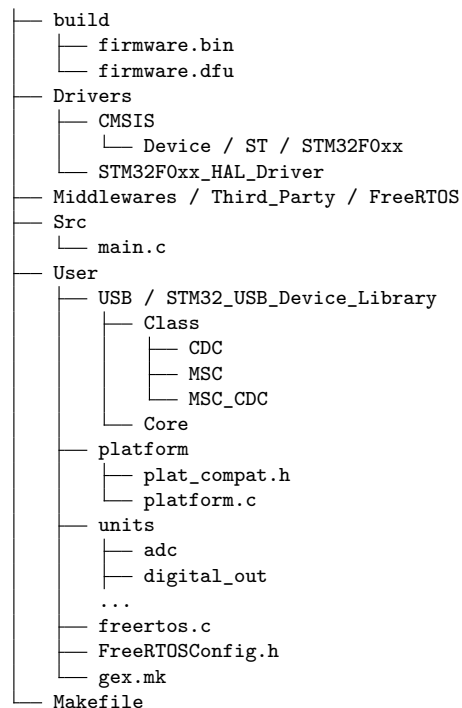 build
firmware.bin
firmware.dfu
Drivers
CMSIS
Device / ST / STM32F0xx
STM32F0xx_HAL_Driver
Middlewares / Third_Party / FreeRTOS
Src
main.c
User
USB / STM32_USB_Device_Library
Class
CDC
MSC
MSC_CDC
Core
platform
plat_compat.h
platform.c
units
adc
digital_out
...
freertos.c
FreeRTOSConfig.h
gex.mk
Makefile